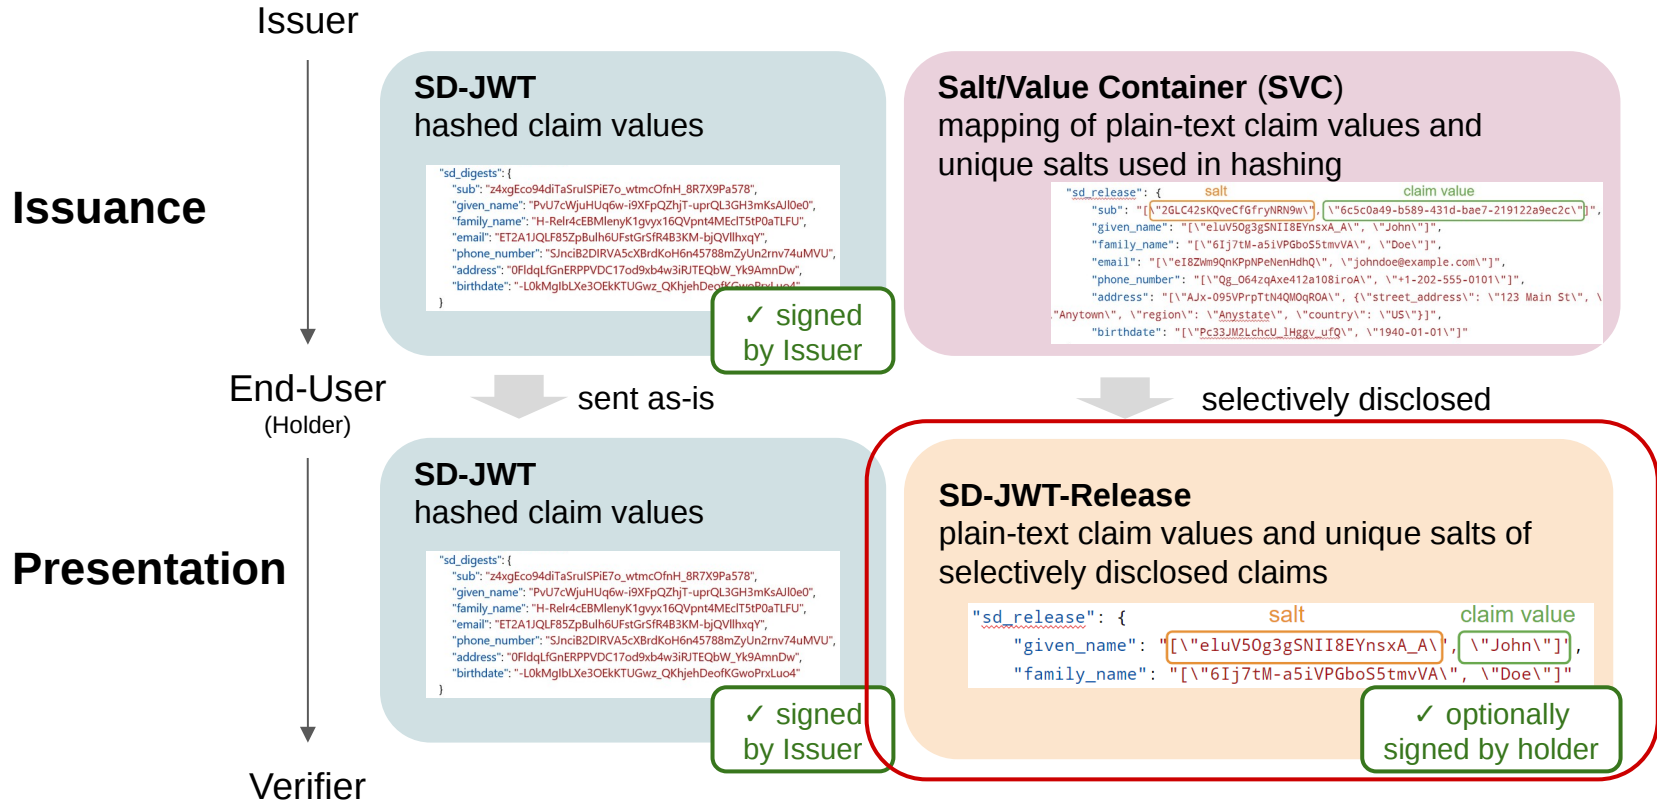 Issuer
SD-JWT
hashed claim values
"sd_digests": {
"sub": "z4xgEco94diTaSruISPiE7o_wtmcOfnH_8R7X9Pa578",
"given_name": "PvU7cWjuHUq6w-i9XFpQZhjT-uprQL3GH3mKsAJl0e0",
"family_name": "H-Relr4cEBMlenyK1gvyx16QVpnt4MEclT5tP0aTLFU",
"email": "ET2A1JQLF85ZpBulh6UFstGrSfR4B3KM-bjQVllhxqY",
"phone_number": "SJnciB2DIRVA5cXBrdKoH6n45788mZyUn2rnv74uMVU",
"address": "0FldqLfGnERPPVDC17od9xb4w3iRJTEQbW_Yk9AmnDw",
"birthdate": "-L0kMgIbLXe3OEkKTUGwz_QKhjehDeofKGwoPrxLuo4"
}
✓ signed
by Issuer
Salt/Value Container (SVC)
mapping of plain-text claim values and
unique salts used in hashing
"sd_release": {
salt
claim value
"sub": "[\"2GLC42sKQveCfGfryNRN9w\", \"6c5c0a49-b589-431d-bae7-219122a9ec2c\"]",
"given_name": "[\"eluV5Og3gSNII8EYnsxA_A\", \"John\"]",
"family_name": "[\"6Ij7tM-a5iVPGboS5tmvVA\", \"Doe\"]",
"email": "[\"eI8ZWm9QnKPpNPeNenHdhQ\", \"johndoe@example.com\"]",
"phone_number": "[\"Qg_O64zqAxe412a108iroA\", \"+1-202-555-0101\"]",
"address": "[\"AJx-095VPrpTtN4QMOqROA\", {\"street_address\": \"123 Main St\", \
"Anytown\", \"region\": \"Anystate\", \"country\": \"US\"}]",
"birthdate": "[\"Pc33JM2LchcU_lHggv_ufQ\", \"1940-01-01\"]"
Issuance
End-User
(Holder)
sent as-is
selectively disclosed
SD-JWT
hashed claim values
"sd_digests": {
"sub": "z4xgEco94diTaSruISPiE7o_wtmcOfnH_8R7X9Pa578",
"given_name": "PvU7cWjuHUq6w-i9XFpQZhjT-uprQL3GH3mKsAJl0e0",
"family_name": "H-Relr4cEBMlenyK1gvyx16QVpnt4MEclT5tP0aTLFU",
"email": "ET2A1JQLF85ZpBulh6UFstGrSfR4B3KM-bjQVllhxqY",
"phone_number": "SJnciB2DIRVA5cXBrdKoH6n45788mZyUn2rnv74uMVU",
"address": "0FldqLfGnERPPVDC17od9xb4w3iRJTEQbW_Yk9AmnDw",
"birthdate": "-L0kMgIbLXe3OEkKTUGwz_QKhjehDeofKGwoPrxLuo4"
}
✓ signed
by Issuer
SD-JWT-Release
plain-text claim values and unique salts of
selectively disclosed claims
"sd_release": {
salt
claim value
"given_name": "[\"eluV5Og3gSNII8EYnsxA_A\", \"John\"]",
"family_name": "[\"6Ij7tM-a5iVPGboS5tmvVA\", \"Doe\"]"
✓ optionally
signed by holder
Presentation
Verifier